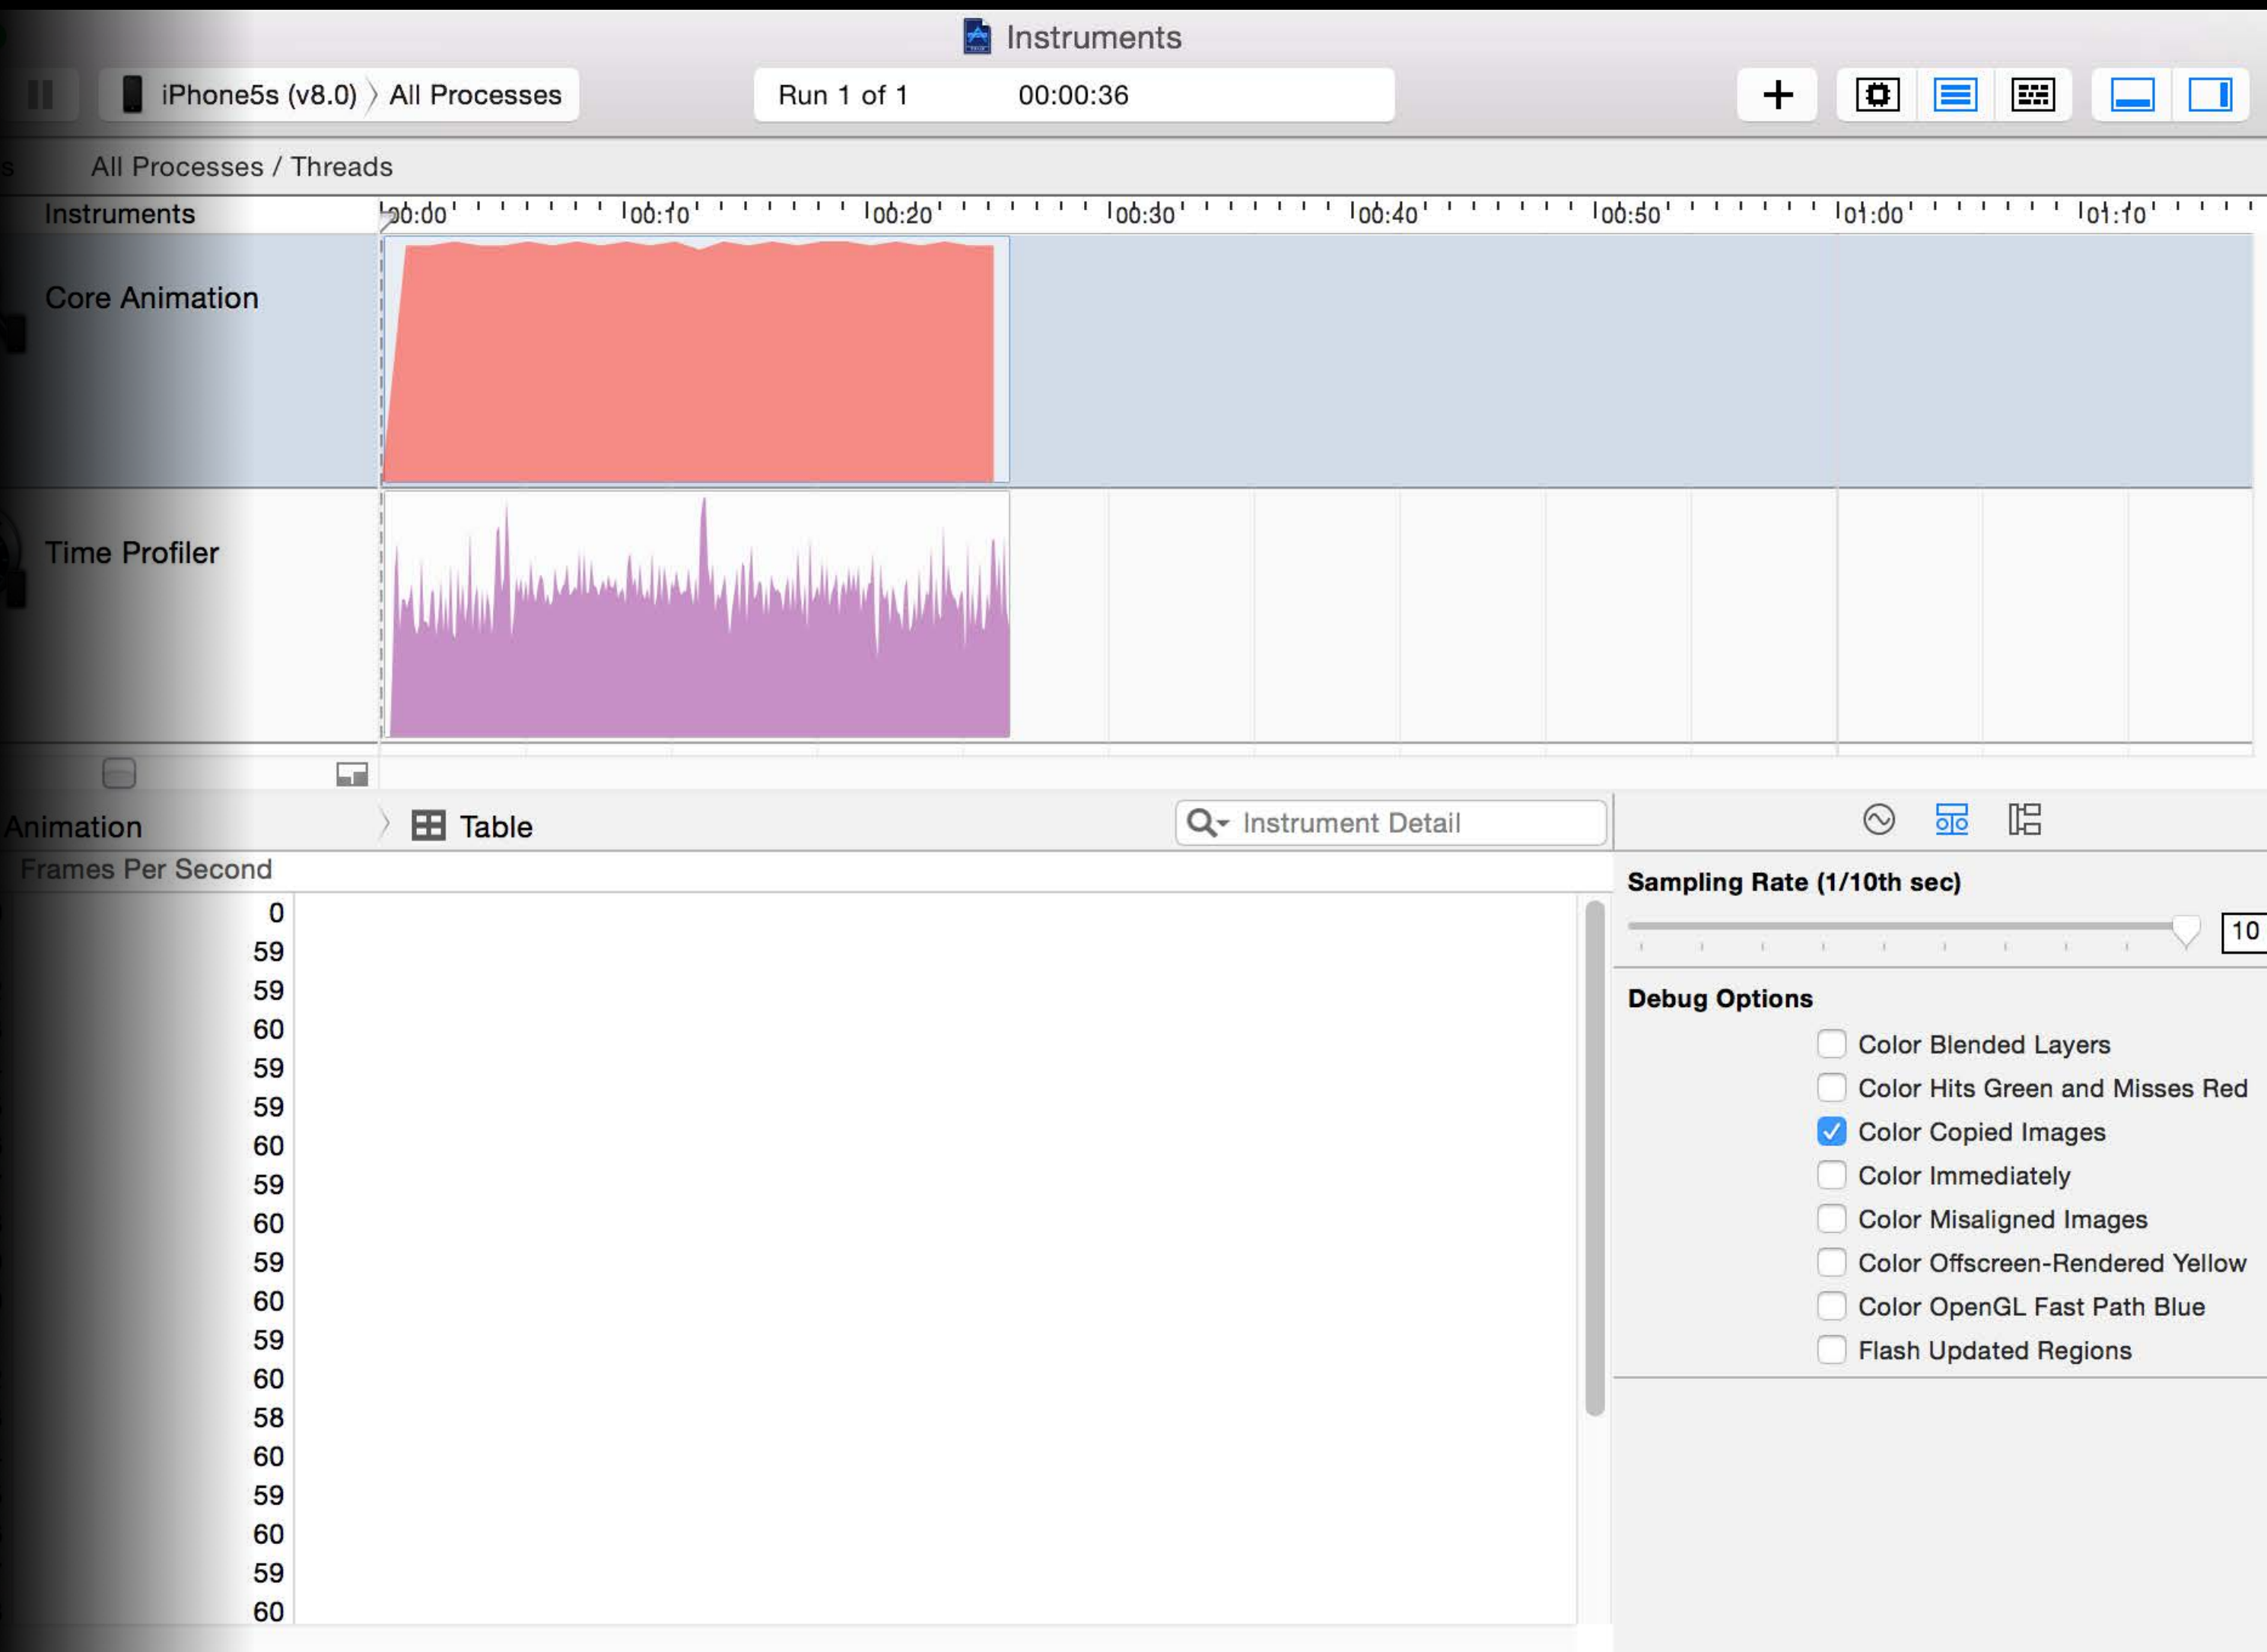 Instruments
iPhone5s (v8.0) 〉 All Processes
Run 1 of 1 00:00:36
s All Processes / Threads
Instruments
00:00 00:10 00:20 00:30 00:40 00:50 01:00 01:10
Core Animation
Time Profiler
Animation 〉 Table
Instrument Detail
Frames Per Second
0
59
59
60
59
59
60
59
60
59
60
59
60
58
60
59
60
59
60
Sampling Rate (1/10th sec)
10
Debug Options
Color Blended Layers
Color Hits Green and Misses Red
Color Copied Images
Color Immediately
Color Misaligned Images
Color Offscreen-Rendered Yellow
Color OpenGL Fast Path Blue
Flash Updated Regions